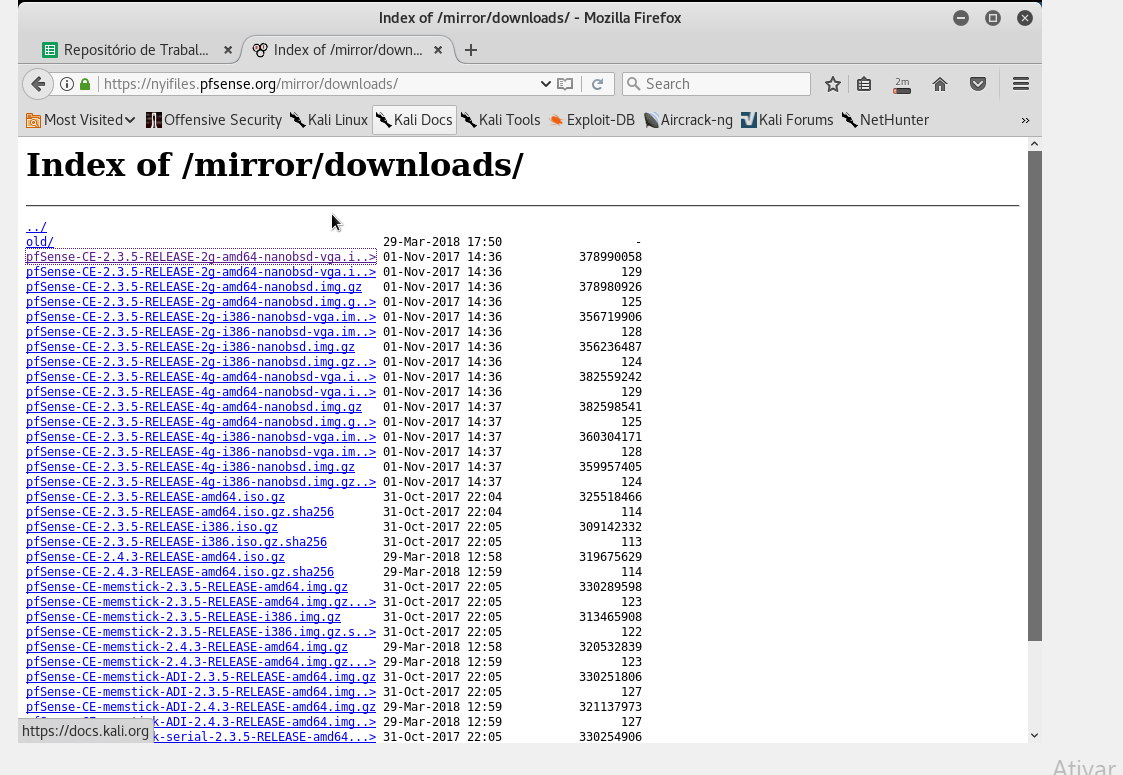 Index of /mirror/downloads/ - Mozilla Firefox
Repositório de Trabal... × Index of /mirror/down... × +
https://nyifiles.pfsense.org/mirror/downloads/ Search 2m
Most Visited Offensive Security Kali Linux Kali Docs Kali Tools Exploit-DB Aircrack-ng Kali Forums NetHunter »
Index of /mirror/downloads/
../
old/ 29-Mar-2018 17:50 -
pfSense-CE-2.3.5-RELEASE-2g-amd64-nanobsd-vga.i..> 01-Nov-2017 14:36 378990058
pfSense-CE-2.3.5-RELEASE-2g-amd64-nanobsd-vga.i..> 01-Nov-2017 14:36 129
pfSense-CE-2.3.5-RELEASE-2g-amd64-nanobsd.img.gz 01-Nov-2017 14:36 378980926
pfSense-CE-2.3.5-RELEASE-2g-amd64-nanobsd.img.g..> 01-Nov-2017 14:36 125
pfSense-CE-2.3.5-RELEASE-2g-i386-nanobsd-vga.im..> 01-Nov-2017 14:36 356719906
pfSense-CE-2.3.5-RELEASE-2g-i386-nanobsd-vga.im..> 01-Nov-2017 14:36 128
pfSense-CE-2.3.5-RELEASE-2g-i386-nanobsd.img.gz 01-Nov-2017 14:36 356236487
pfSense-CE-2.3.5-RELEASE-2g-i386-nanobsd.img.gz..> 01-Nov-2017 14:36 124
pfSense-CE-2.3.5-RELEASE-4g-amd64-nanobsd-vga.i..> 01-Nov-2017 14:36 382559242
pfSense-CE-2.3.5-RELEASE-4g-amd64-nanobsd-vga.i..> 01-Nov-2017 14:36 129
pfSense-CE-2.3.5-RELEASE-4g-amd64-nanobsd.img.gz 01-Nov-2017 14:37 382598541
pfSense-CE-2.3.5-RELEASE-4g-amd64-nanobsd.img.g..> 01-Nov-2017 14:37 125
pfSense-CE-2.3.5-RELEASE-4g-i386-nanobsd-vga.im..> 01-Nov-2017 14:37 360304171
pfSense-CE-2.3.5-RELEASE-4g-i386-nanobsd-vga.im..> 01-Nov-2017 14:37 128
pfSense-CE-2.3.5-RELEASE-4g-i386-nanobsd.img.gz 01-Nov-2017 14:37 359957405
pfSense-CE-2.3.5-RELEASE-4g-i386-nanobsd.img.gz..> 01-Nov-2017 14:37 124
pfSense-CE-2.3.5-RELEASE-amd64.iso.gz 31-Oct-2017 22:04 325518466
pfSense-CE-2.3.5-RELEASE-amd64.iso.gz.sha256 31-Oct-2017 22:04 114
pfSense-CE-2.3.5-RELEASE-i386.iso.gz 31-Oct-2017 22:05 309142332
pfSense-CE-2.3.5-RELEASE-i386.iso.gz.sha256 31-Oct-2017 22:05 113
pfSense-CE-2.4.3-RELEASE-amd64.iso.gz 29-Mar-2018 12:58 319675629
pfSense-CE-2.4.3-RELEASE-amd64.iso.gz.sha256 29-Mar-2018 12:59 114
pfSense-CE-memstick-2.3.5-RELEASE-amd64.img.gz 31-Oct-2017 22:05 330289598
pfSense-CE-memstick-2.3.5-RELEASE-amd64.img.gz...> 31-Oct-2017 22:05 123
pfSense-CE-memstick-2.3.5-RELEASE-i386.img.gz 31-Oct-2017 22:05 313465908
pfSense-CE-memstick-2.3.5-RELEASE-i386.img.gz.s..> 31-Oct-2017 22:05 122
pfSense-CE-memstick-2.4.3-RELEASE-amd64.img.gz 29-Mar-2018 12:58 320532839
pfSense-CE-memstick-2.4.3-RELEASE-amd64.img.gz...> 29-Mar-2018 12:59 123
pfSense-CE-memstick-ADI-2.3.5-RELEASE-amd64.img.gz 31-Oct-2017 22:05 330251806
pfSense-CE-memstick-ADI-2.3.5-RELEASE-amd64.img..> 31-Oct-2017 22:05 127
pfSense-CE-memstick-ADI-2.4.3-RELEASE-amd64.img.gz 29-Mar-2018 12:59 321137973
ck-ADI-2.4.3-RELEASE-amd64.img..> 29-Mar-2018 12:59 127
https://docs.kali.org k-serial-2.3.5-RELEASE-amd64...> 31-Oct-2017 22:05 330254906
Ativar